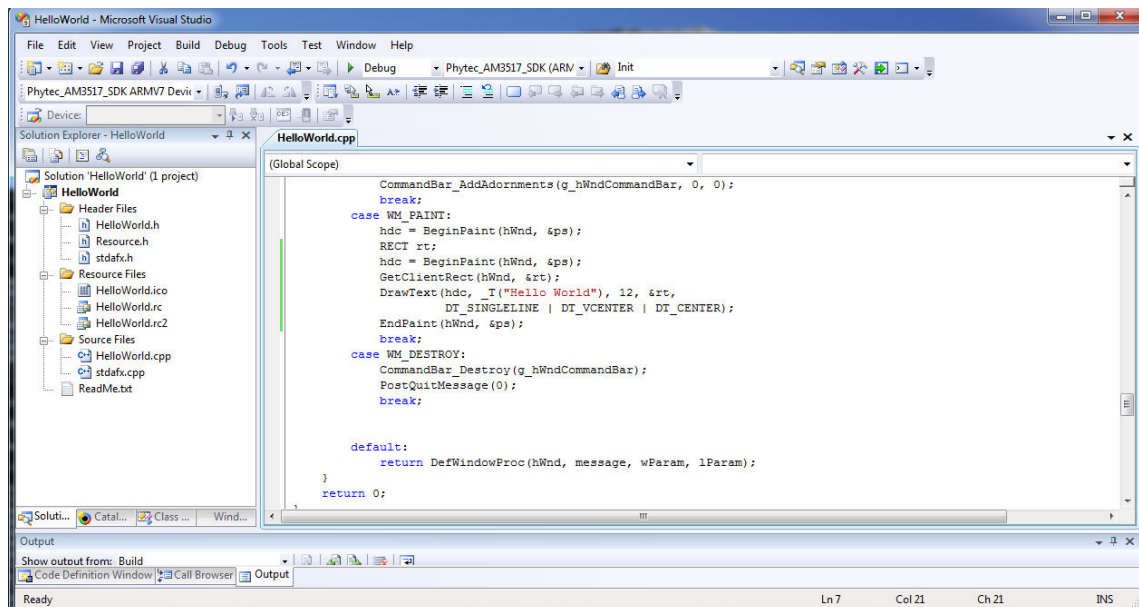 HelloWorld - Microsoft Visual Studio
File Edit View Project Build Debug Tools Test Window Help
Debug Phytec_AM3517_SDK (ARM Init
Phytec_AM3517_SDK ARMV7 Devic
Device:
Solution Explorer - HelloWorld
HelloWorld.cpp
(Global Scope)
Solution 'HelloWorld' (1 project)
HelloWorld
Header Files
HelloWorld.h
Resource.h
stdafx.h
Resource Files
HelloWorld.ico
HelloWorld.rc
HelloWorld.rc2
Source Files
HelloWorld.cpp
stdafx.cpp
ReadMe.txt
CommandBar_AddAdornments(g_hWndCommandBar, 0, 0);
break;
case WM_PAINT:
hdc = BeginPaint(hWnd, &ps);
RECT rt;
hdc = BeginPaint(hWnd, &ps);
GetClientRect(hWnd, &rt);
DrawText(hdc, _T("Hello World"), 12, &rt,
DT_SINGLELINE | DT_VCENTER | DT_CENTER);
EndPaint(hWnd, &ps);
break;
case WM_DESTROY:
CommandBar_Destroy(g_hWndCommandBar);
PostQuitMessage(0);
break;
default:
return DefWindowProc(hWnd, message, wParam, lParam);
}
return 0;
Soluti... Catal... Class ... Wind...
Output
Show output from: Build
Code Definition Window Call Browser Output
Ready Ln 7 Col 21 Ch 21 INS